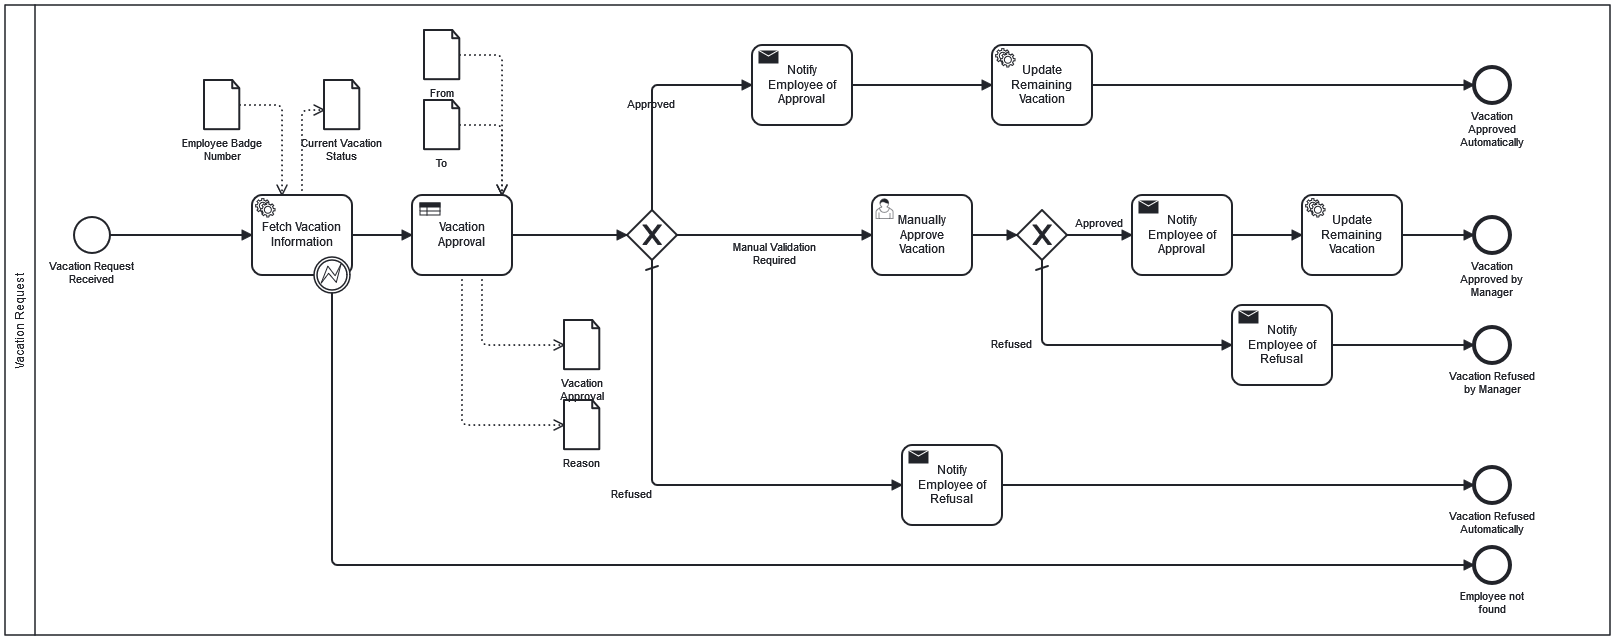 Vacation Request
Vacation Request
Received
Employee Badge
Number
Current Vacation
Status
Fetch Vacation
Information
From
To
Vacation
Approval
Vacation
Approval
Reason
Approved
Manual Validation
Required
Refused
Notify
Employee of
Approval
Update
Remaining
Vacation
Vacation
Approved
Automatically
Manually
Approve
Vacation
Approved
Notify
Employee of
Approval
Update
Remaining
Vacation
Vacation
Approved by
Manager
Refused
Notify
Employee of
Refusal
Vacation Refused
by Manager
Notify
Employee of
Refusal
Vacation Refused
Automatically
Employee not
found